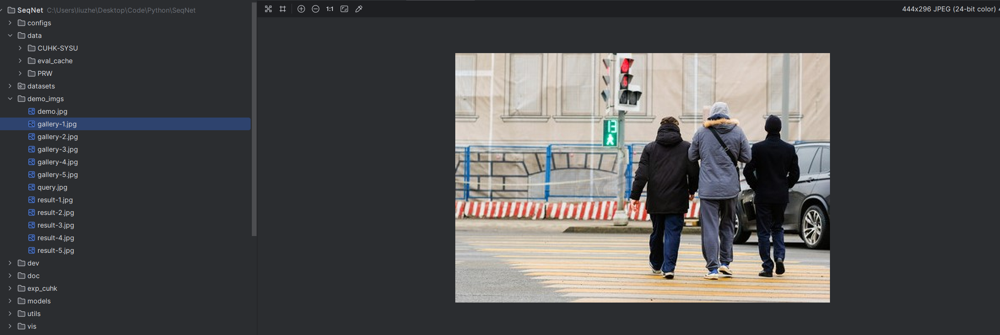 SeqNet C:\Users\liuzhe\Desktop\Code\Python\SeqNet
configs
data
CUHK-SYSU
eval_cache
PRW
datasets
demo_imgs
demo.jpg
gallery-1.jpg
gallery-2.jpg
gallery-3.jpg
gallery-4.jpg
gallery-5.jpg
query.jpg
result-1.jpg
result-2.jpg
result-3.jpg
result-4.jpg
result-5.jpg
dev
doc
exp_cuhk
models
utils
vis
1:1
444x296 JPEG (24-bit color)
13